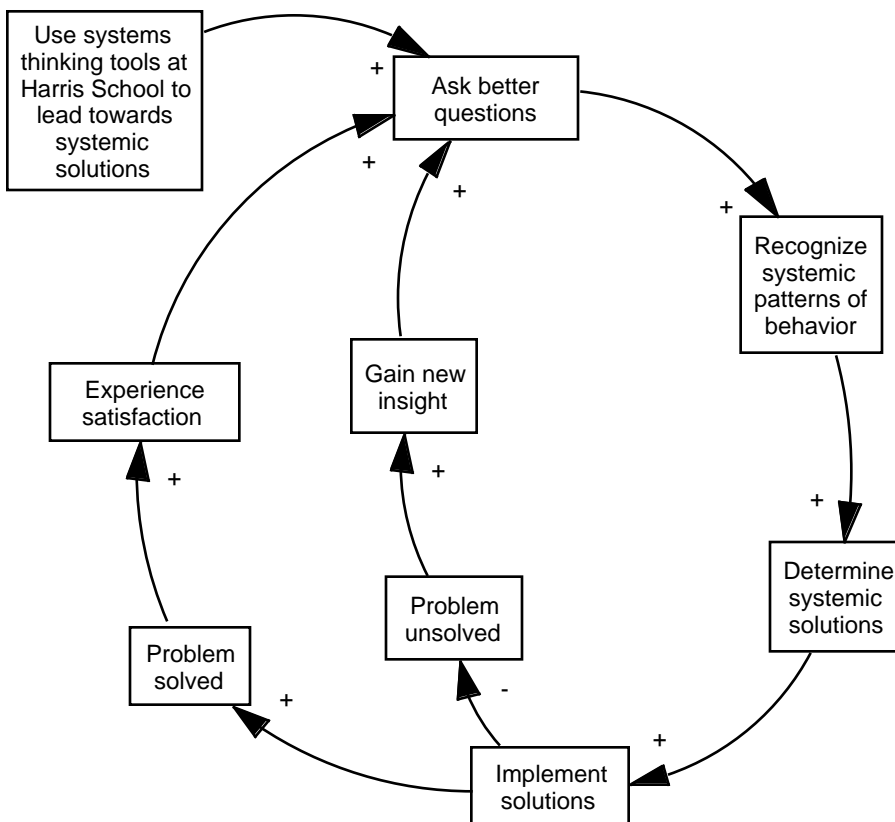 Use systems
thinking tools at
Harris School to
lead towards
systemic
solutions
+
Ask better
questions
+
+
+
Recognize
systemic
patterns of
behavior
Experience
satisfaction
Gain new
insight
+
+
+
Determine
systemic
solutions
Problem
unsolved
Problem
solved
+
-
+
Implement
solutions